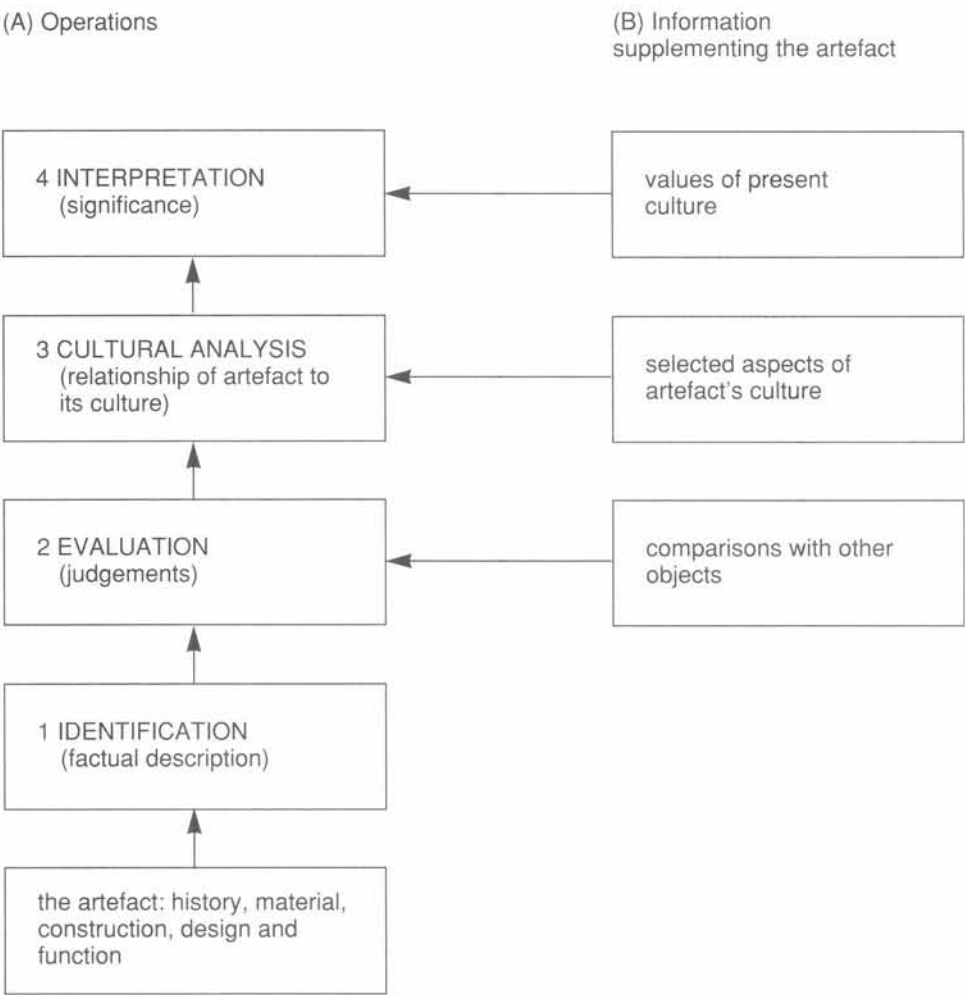 (A) Operations
(B) Information
supplementing the artefact
4 INTERPRETATION
(significance)
values of present
culture
3 CULTURAL ANALYSIS
(relationship of artefact to
its culture)
selected aspects of
artefact's culture
2 EVALUATION
(judgements)
comparisons with other
objects
1 IDENTIFICATION
(factual description)
the artefact: history, material,
construction, design and
function